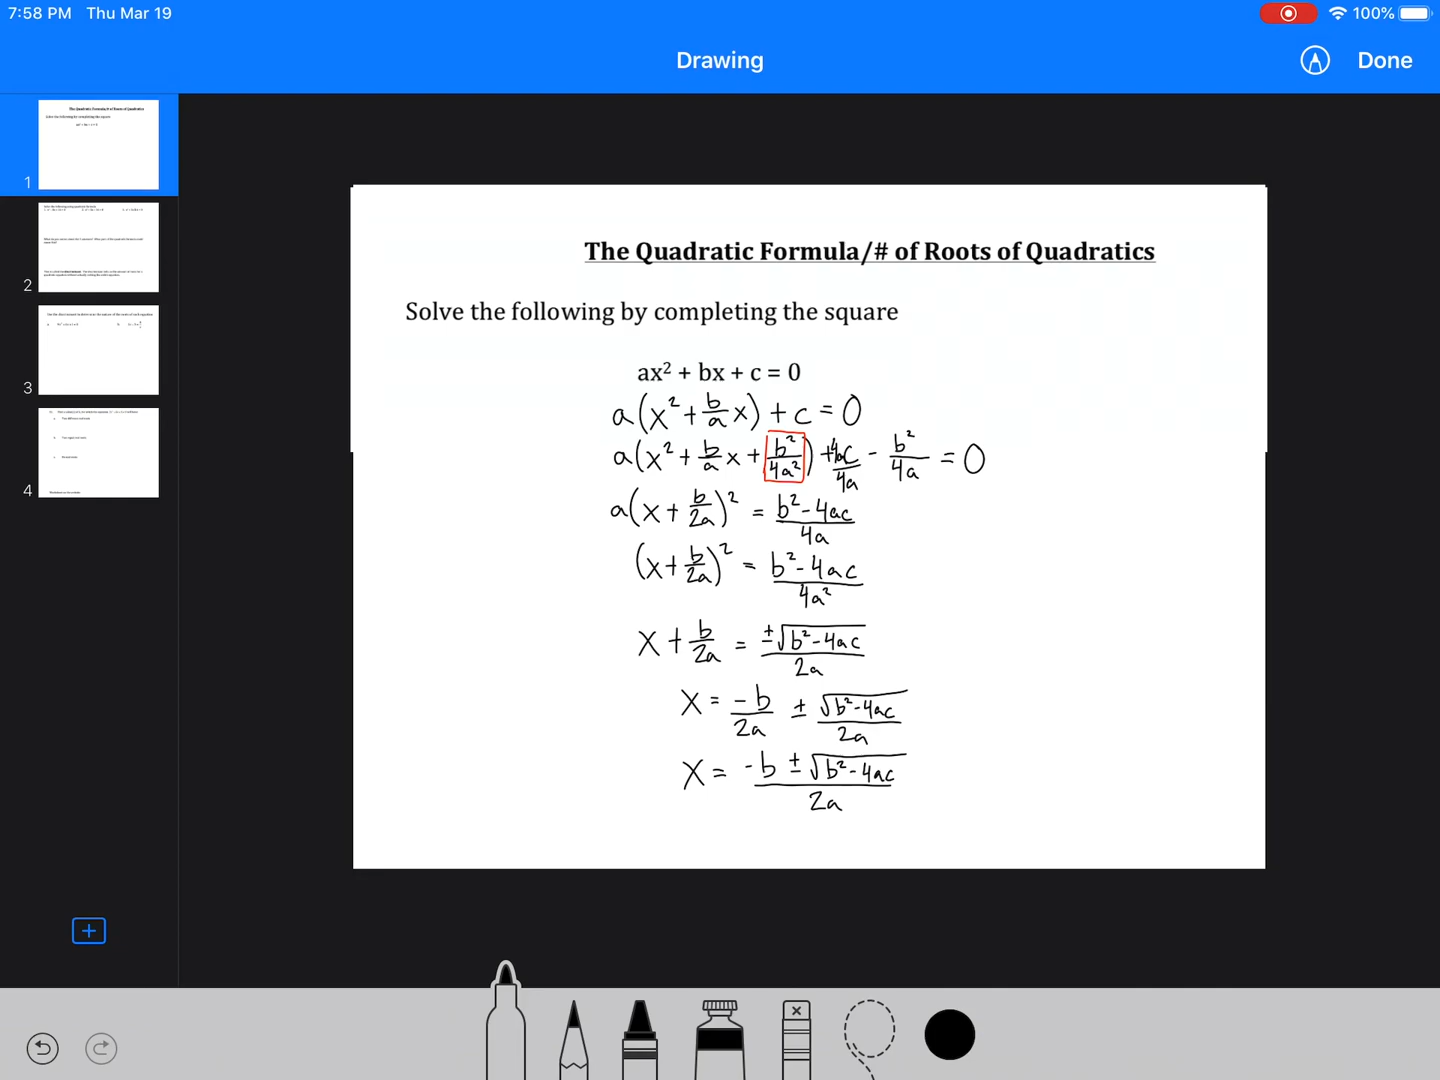 7:58 PM Thu Mar 19 100%
Drawing Done
1
2
3
4
The Quadratic Formula/# of Roots of Quadratics
Solve the following by completing the square
ax² + bx + c = 0
a(x² + b/a x) + c = 0
a(x² + b/a x + b²/4a²) + 4ac/4a - b²/4a = 0
a(x + b/2a)² = b² - 4ac/4a
(x + b/2a)² = b² - 4ac/4a²
x + b/2a = ±√b² - 4ac/2a
x = -b/2a ± √b² - 4ac/2a
x = -b ± √b² - 4ac/2a